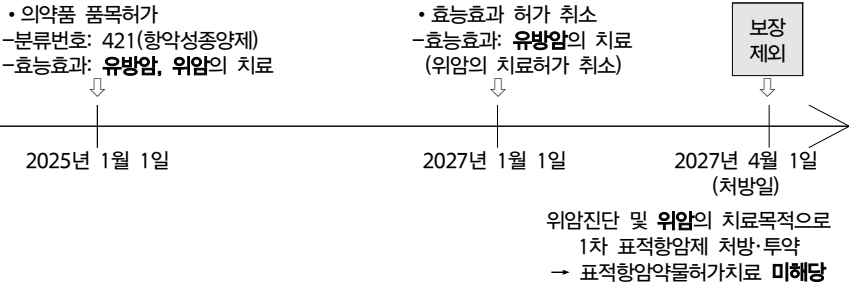 •의약품 품목허가
-분류번호: 421(항악성종양제)
-효능효과: 유방암, 위암의 치료
•효능효과 허가 취소
-효능효과: 유방암의 치료
(위암의 치료허가 취소)
보장
제외
2025년 1월 1일
2027년 1월 1일
2027년 4월 1일
(처방일)
위암진단 및 위암의 치료목적으로
1차 표적항암제 처방·투약
→ 표적항암약물허가치료 미해당